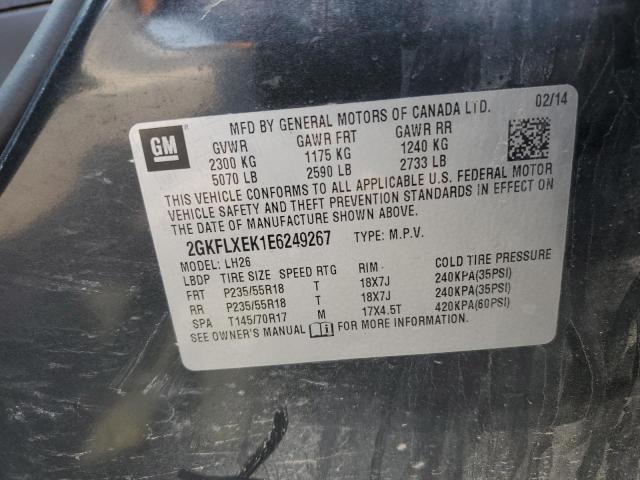 MFD BY GENERAL MOTORS OF CANADA LTD. 02/14
GM
GVWR GAWR FRT GAWR RR
2300 KG 1175 KG 1240 KG
5070 LB 2590 LB 2733 LB
THIS VEHICLE CONFORMS TO ALL APPLICABLE U.S. FEDERAL MOTOR
VEHICLE SAFETY AND THEFT PREVENTION STANDARDS IN EFFECT ON
THE DATE OF MANUFACTURE SHOWN ABOVE.
2GKFLXEK1E6249267 TYPE: M.P.V.
MODEL: LH26
LBDP TIRE SIZE SPEED RTG RIM COLD TIRE PRESSURE
FRT P235/55R18 T 18X7J 240KPA(35PSI)
RR P235/55R18 T 18X7J 240KPA(35PSI)
SPA T145/70R17 M 17X4.5T 420KPA(60PSI)
SEE OWNER'S MANUAL FOR MORE INFORMATION.